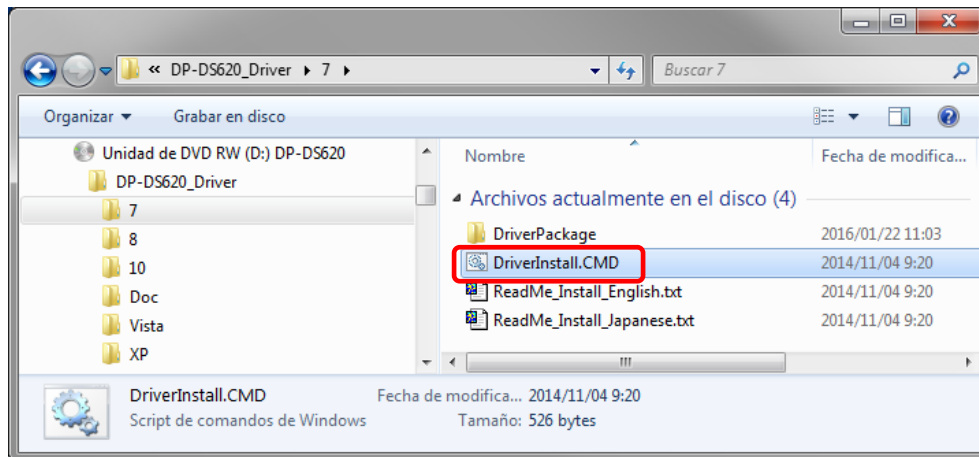 « DP-DS620_Driver ▸ 7 ▸ Buscar 7
Organizar ▾ Grabar en disco
Unidad de DVD RW (D:) DP-DS620
DP-DS620_Driver
7
8
10
Doc
Vista
XP
Nombre Fecha de modifica...
Archivos actualmente en el disco (4)
DriverPackage 2016/01/22 11:03
DriverInstall.CMD 2014/11/04 9:20
ReadMe_Install_English.txt 2014/11/04 9:20
ReadMe_Install_Japanese.txt 2014/11/04 9:20
DriverInstall.CMD Fecha de modifica... 2014/11/04 9:20
Script de comandos de Windows Tamaño: 526 bytes